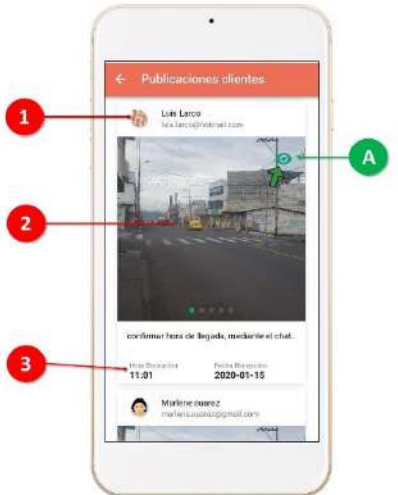 Publicaciones clientes
1
Luis Larco
luis.larco@hotmail.com
A
2
confirmar hora de llegada, mediante el chat.
3
Hora Recepción
Fecha Recepción
11:01
2020-01-15
Marlene suarez
marlene.suarez@gmail.com